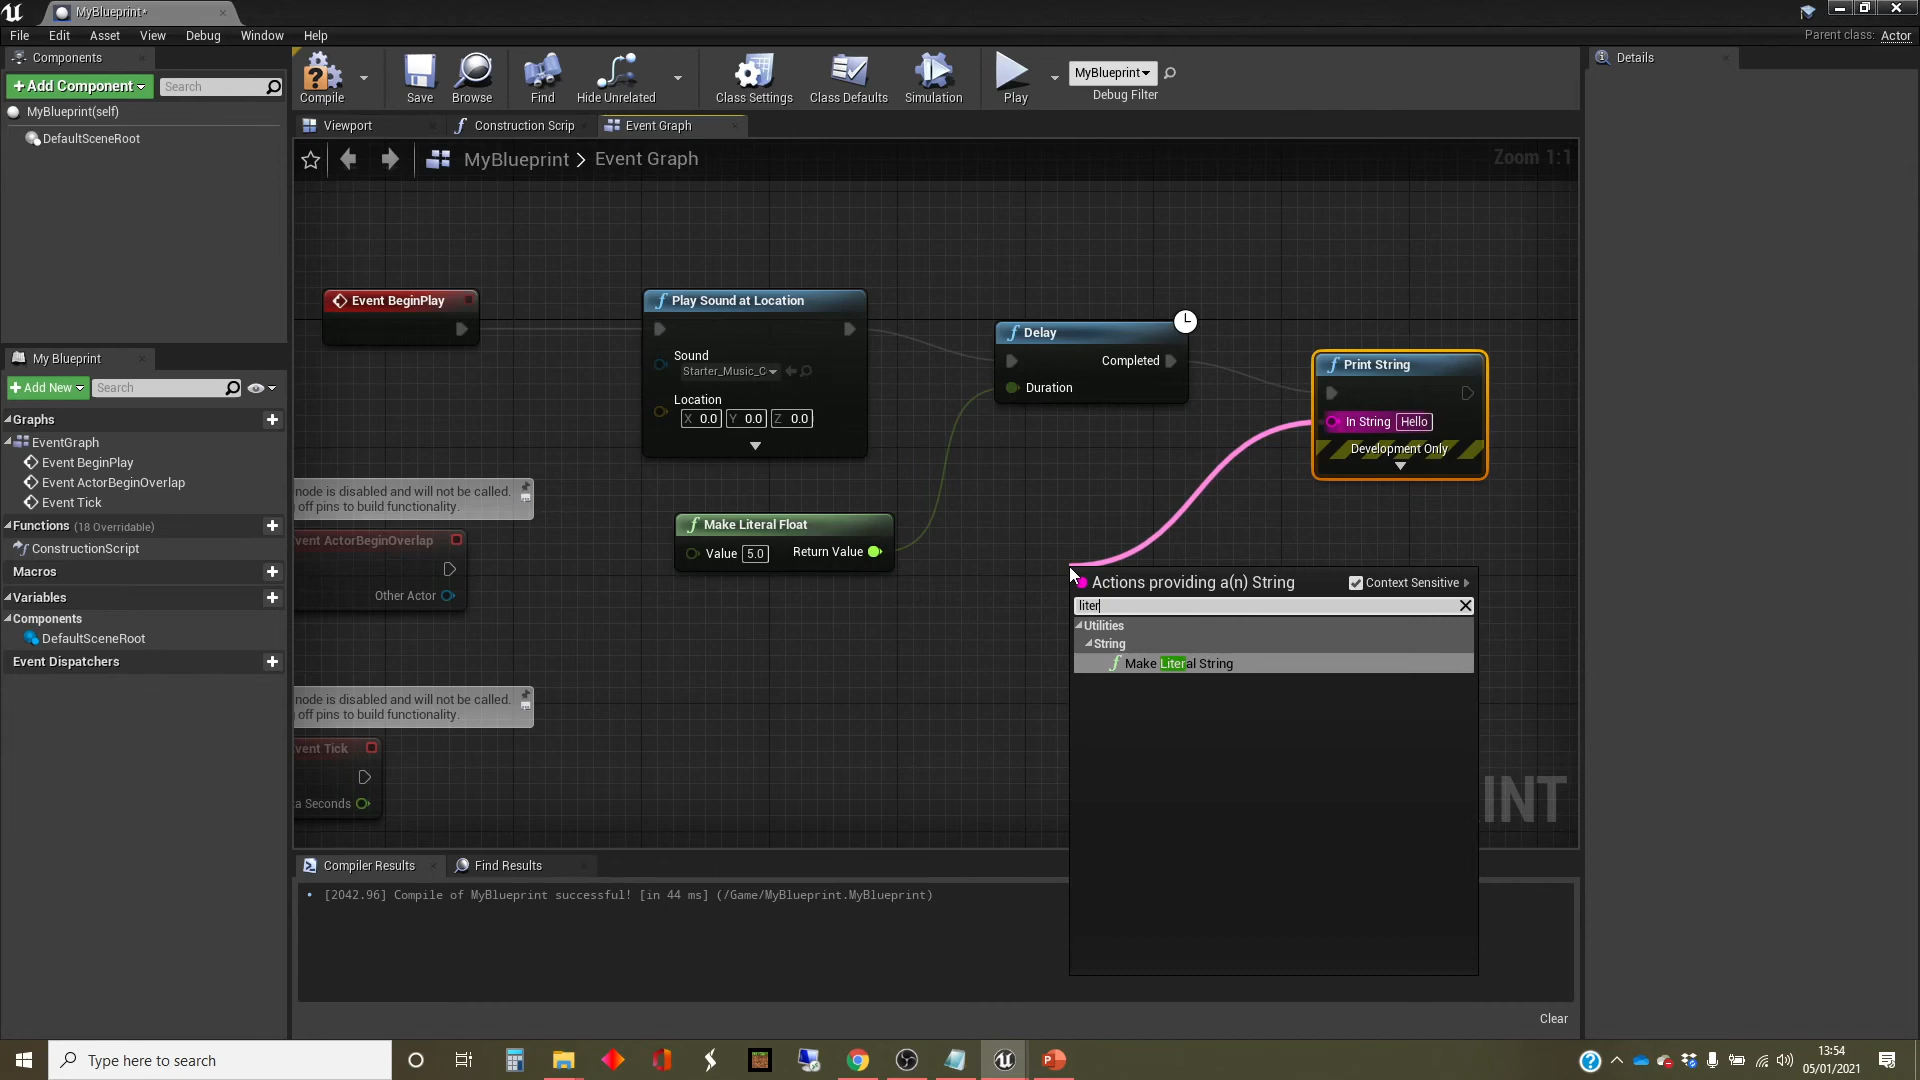 MyBlueprint*
File Edit Asset View Debug Window Help
Parent class: Actor
Components
+Add Component
Search
MyBlueprint(self)
DefaultSceneRoot
Compile
Save
Browse
Find
Hide Unrelated
Class Settings
Class Defaults
Simulation
Play
MyBlueprint
Debug Filter
Details
Viewport
Construction Scrip
Event Graph
MyBlueprint > Event Graph
Zoom 1:1
Event BeginPlay
Play Sound at Location
Sound
Starter_Music_C
Location
X 0.0 Y 0.0 Z 0.0
Delay
Completed
Duration
Print String
In String Hello
Development Only
Make Literal Float
Value 5.0 Return Value
node is disabled and will not be called.
off pins to build functionality.
vent ActorBeginOverlap
Other Actor
node is disabled and will not be called.
off pins to build functionality.
vent Tick
a Seconds
Actions providing a(n) String
Context Sensitive
liter
Utilities
String
Make Literal String
INT
My Blueprint
+Add New
Search
Graphs
EventGraph
Event BeginPlay
Event ActorBeginOverlap
Event Tick
Functions (18 Overridable)
ConstructionScript
Macros
Variables
Components
DefaultSceneRoot
Event Dispatchers
Compiler Results
Find Results
[2042.96] Compile of MyBlueprint successful! [in 44 ms] (/Game/MyBlueprint.MyBlueprint)
Clear
Type here to search
13:54
05/01/2021